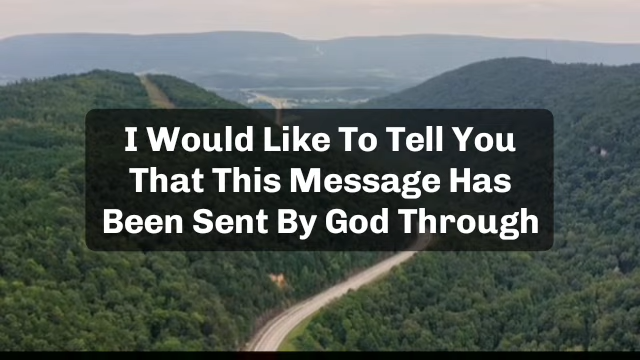 I Would Like To Tell You
That This Message Has
Been Sent By God Through